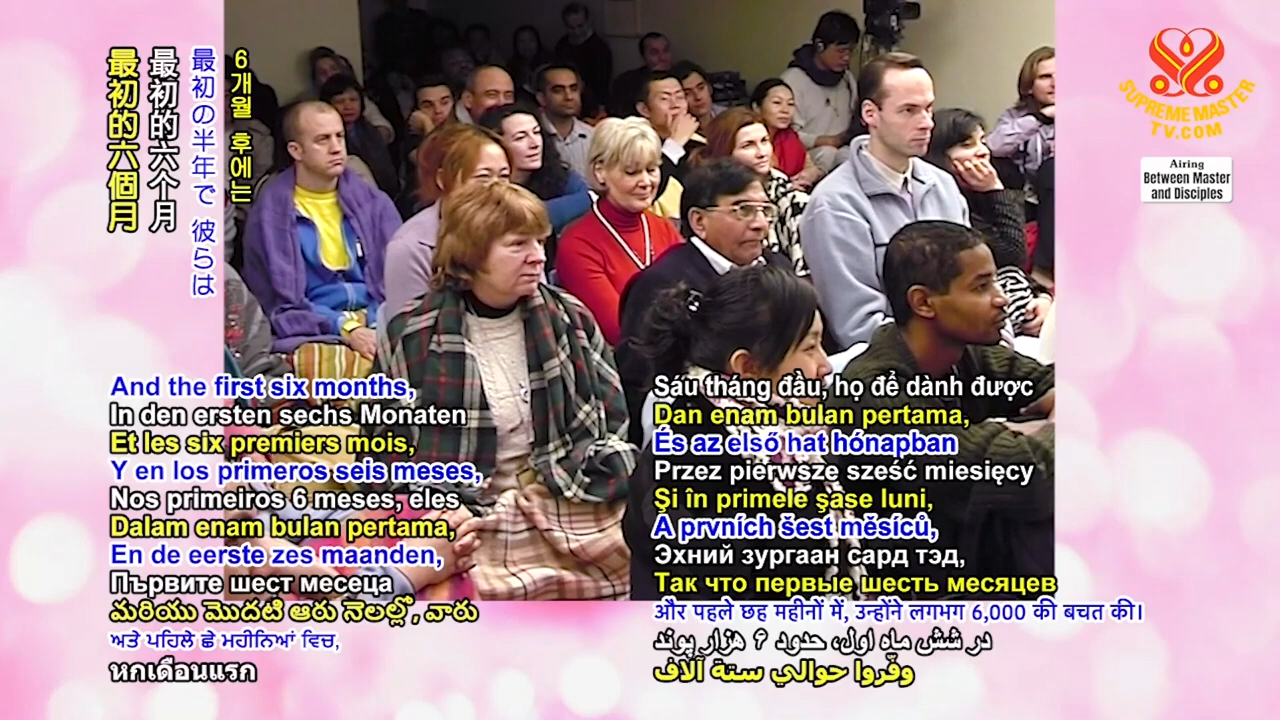 最初的六個月
最初的六个月
最初の半年で 彼らは
6개월 후에는
SUPREME MASTER
TV.COM
Airing
Between Master
and Disciples
And the first six months,
In den ersten sechs Monaten
Et les six premiers mois,
Y en los primeros seis meses,
Nos primeiros 6 meses, eles
Dalam enam bulan pertama,
En de eerste zes maanden,
Първите шест месеца
మరియు మొదటి ఆరు నెలల్లో, వారు
ਅਤੇ ਪਹਿਲੇ ਛੇ ਮਹੀਨਿਆਂ ਵਿਚ,
หกเดือนแรก
Sáu tháng đầu, họ để dành được
Dan enam bulan pertama,
És az első hat hónapban
Przez pierwsze sześć miesięcy
Şi în primele şase luni,
A prvních šest měsíců,
Эхний зургаан сард тэд,
Так что первые шесть месяцев
और पहले छह महीनों में, उन्होंने लगभग 6,000 की बचत की।
در شش ماه اول، حدود ۶ هزار پوند
وفّروا حوالي ستة آلاف